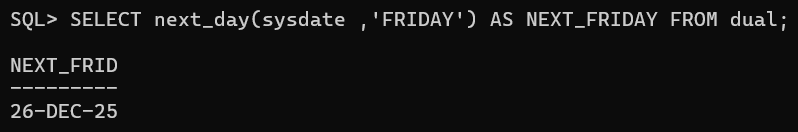 SQL> SELECT next_day(sysdate ,'FRIDAY') AS NEXT_FRIDAY FROM dual;
NEXT_FRID
---------
26-DEC-25